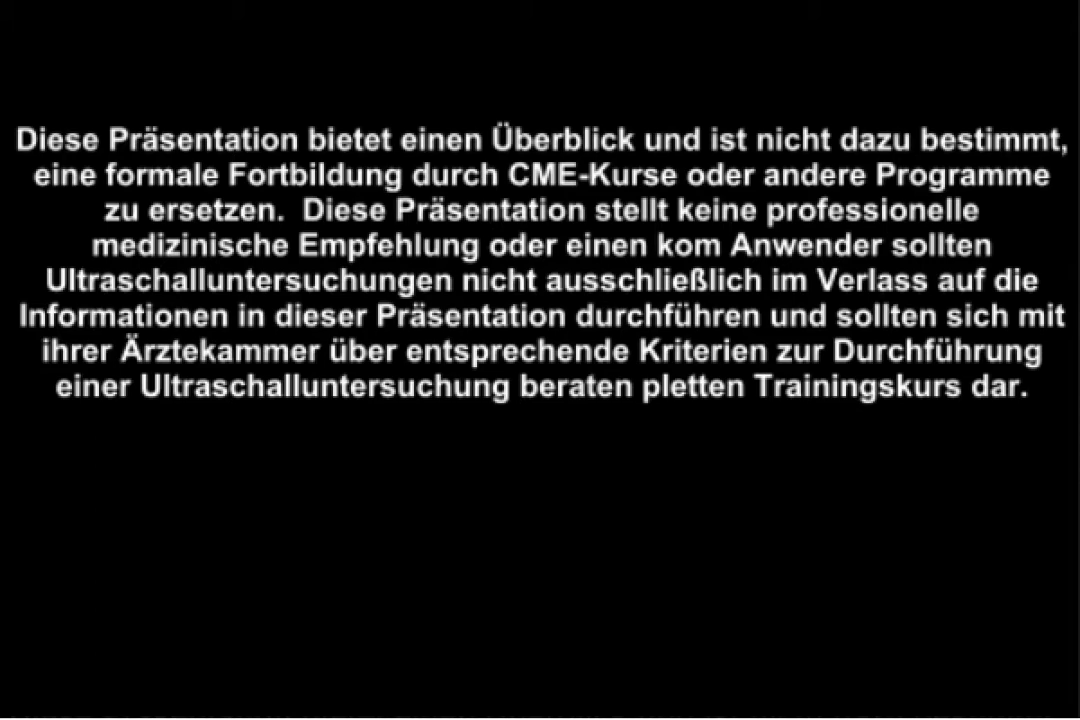 Diese Präsentation bietet einen Überblick und ist nicht dazu bestimmt,
eine formale Fortbildung durch CME-Kurse oder andere Programme
zu ersetzen.  Diese Präsentation stellt keine professionelle
medizinische Empfehlung oder einen kom Anwender sollten
Ultraschalluntersuchungen nicht ausschließlich im Verlass auf die
Informationen in dieser Präsentation durchführen und sollten sich mit
ihrer Ärztekammer über entsprechende Kriterien zur Durchführung
einer Ultraschalluntersuchung beraten pletten Trainingskurs dar.